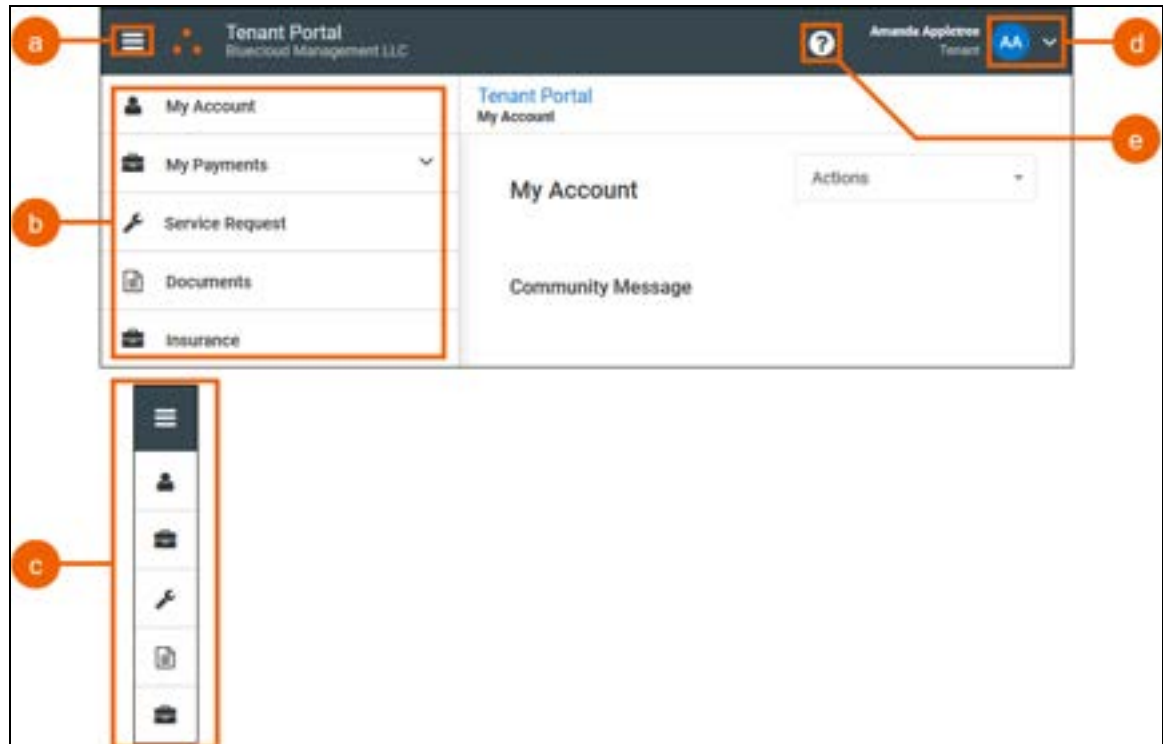 a
Tenant Portal
Bluecloud Management LLC
?
Amanda Appletree
Tenant
AA
d
My Account
My Payments
Service Request
Documents
Insurance
b
Tenant Portal
My Account
e
My Account
Actions
Community Message
c